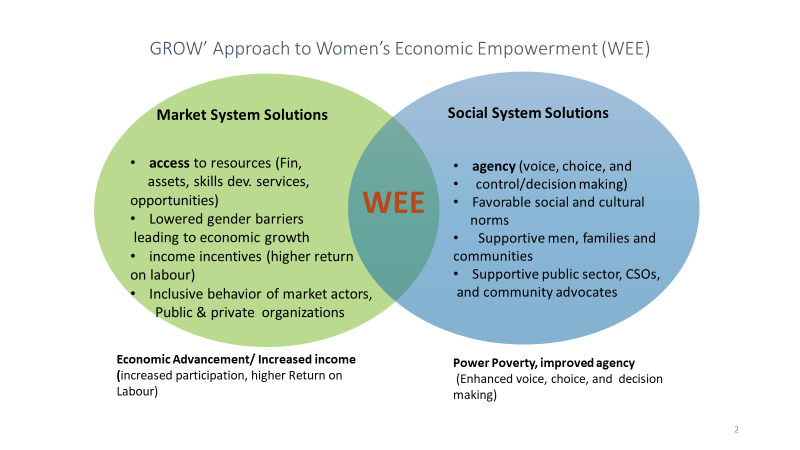 GROW’ Approach to Women’s Economic Empowerment (WEE)
Market System Solutions
• access to resources (Fin,
assets, skills dev. services,
opportunities)
• Lowered gender barriers
leading to economic growth
• income incentives (higher return
on labour)
• Inclusive behavior of market actors,
Public & private organizations
WEE
Social System Solutions
• agency (voice, choice, and
• control/decision making)
• Favorable social and cultural
norms
• Supportive men, families and
communities
• Supportive public sector, CSOs,
and community advocates
Economic Advancement/ Increased income
(increased participation, higher Return on
Labour)
Power Poverty, improved agency
(Enhanced voice, choice, and decision
making)
2